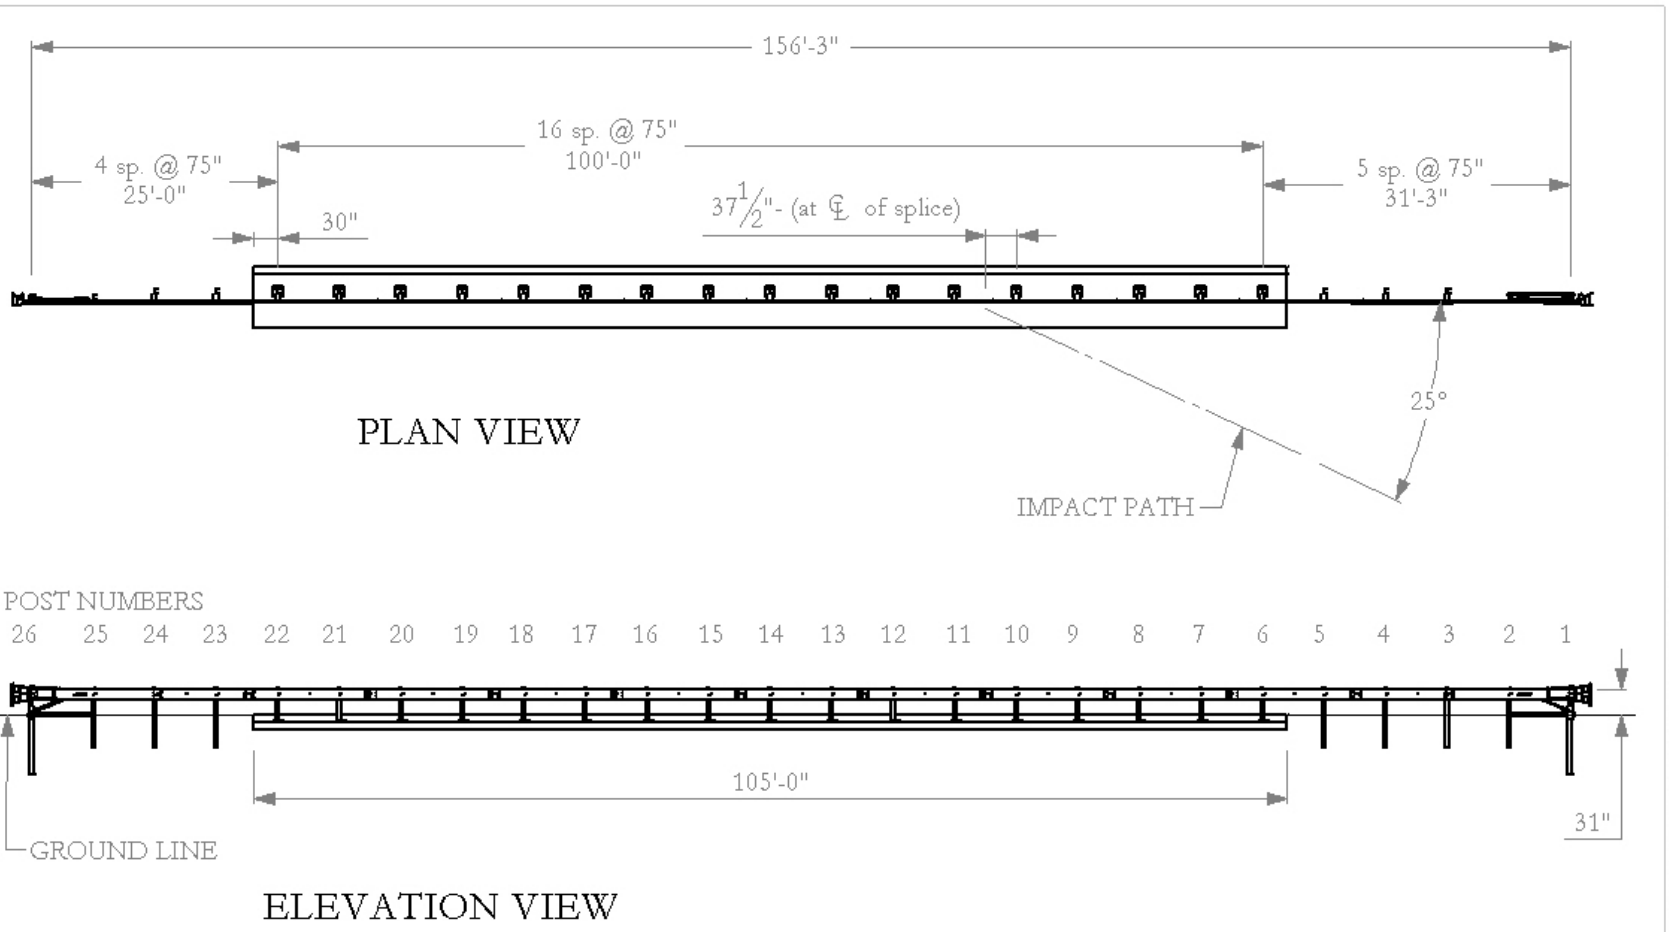 156'-3"
16 sp. @ 75"
100'-0"
4 sp. @ 75"
25'-0"
5 sp. @ 75"
31'-3"
30"
37 1/2"- (at ℄ of splice)
25°
PLAN VIEW
IMPACT PATH
POST NUMBERS
26 25 24 23 22 21 20 19 18 17 16 15 14 13 12 11 10 9 8 7 6 5 4 3 2 1
105'-0"
31"
GROUND LINE
ELEVATION VIEW